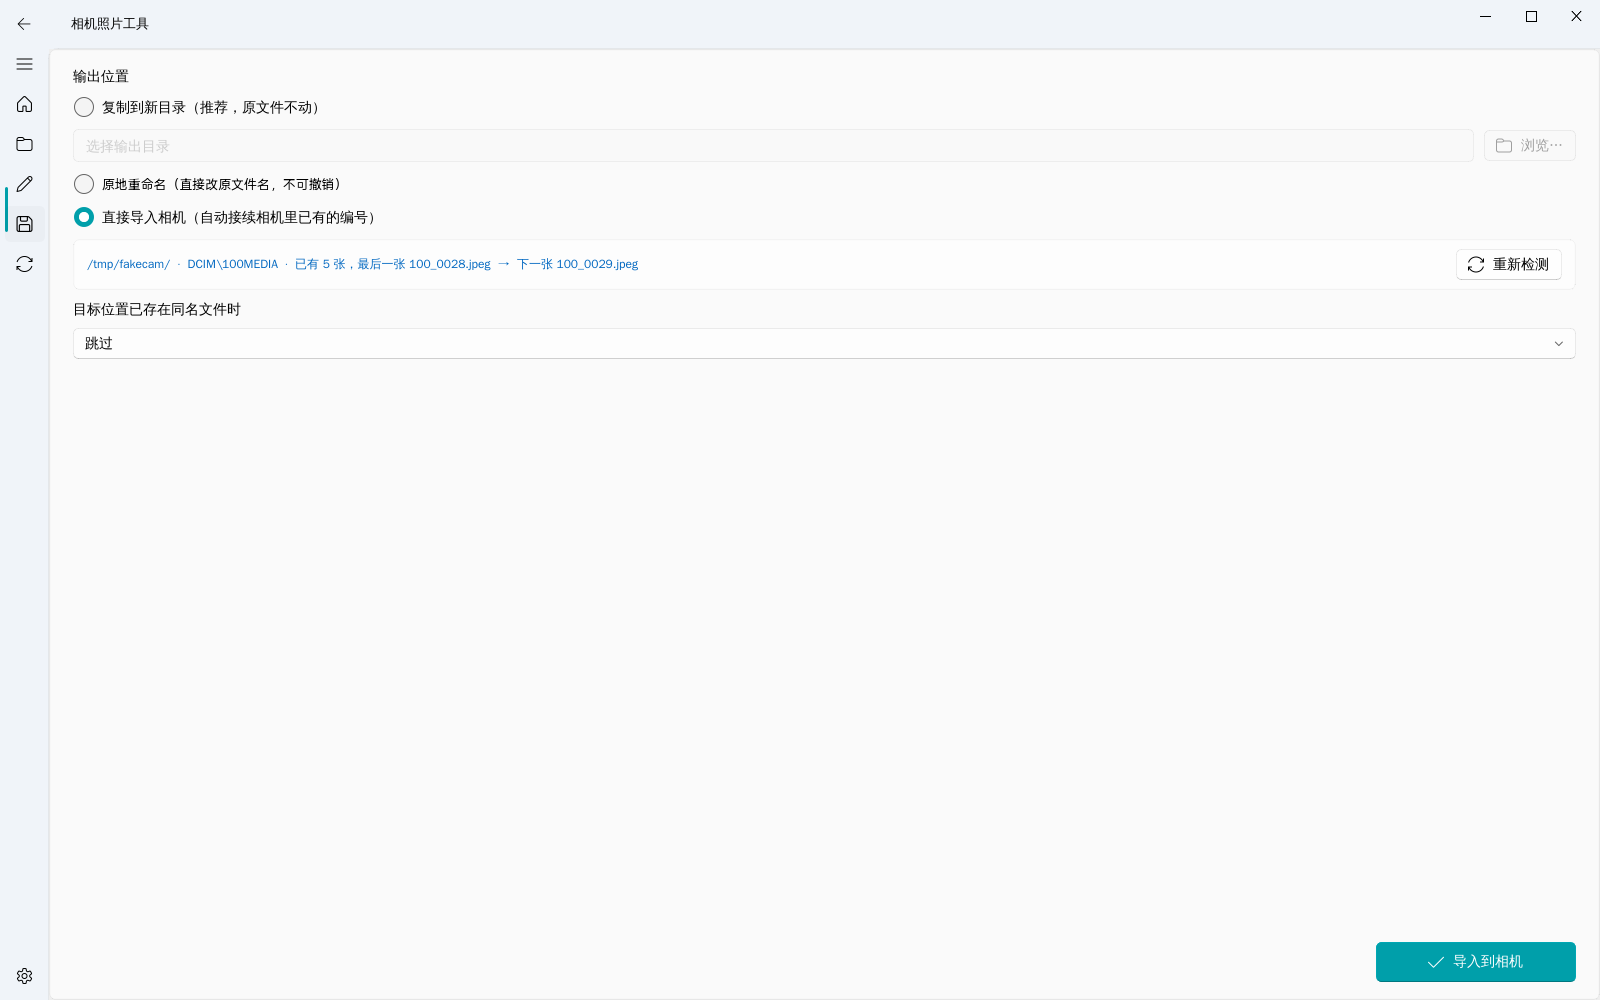 相机照片工具
输出位置
复制到新目录（推荐，原文件不动）
选择输出目录
浏览…
原地重命名（直接改原文件名，不可撤销）
直接导入相机（自动接续相机里已有的编号）
/tmp/fakecam/ · DCIM\100MEDIA · 已有 5 张，最后一张 100_0028.jpeg → 下一张 100_0029.jpeg
重新检测
目标位置已存在同名文件时
跳过
导入到相机